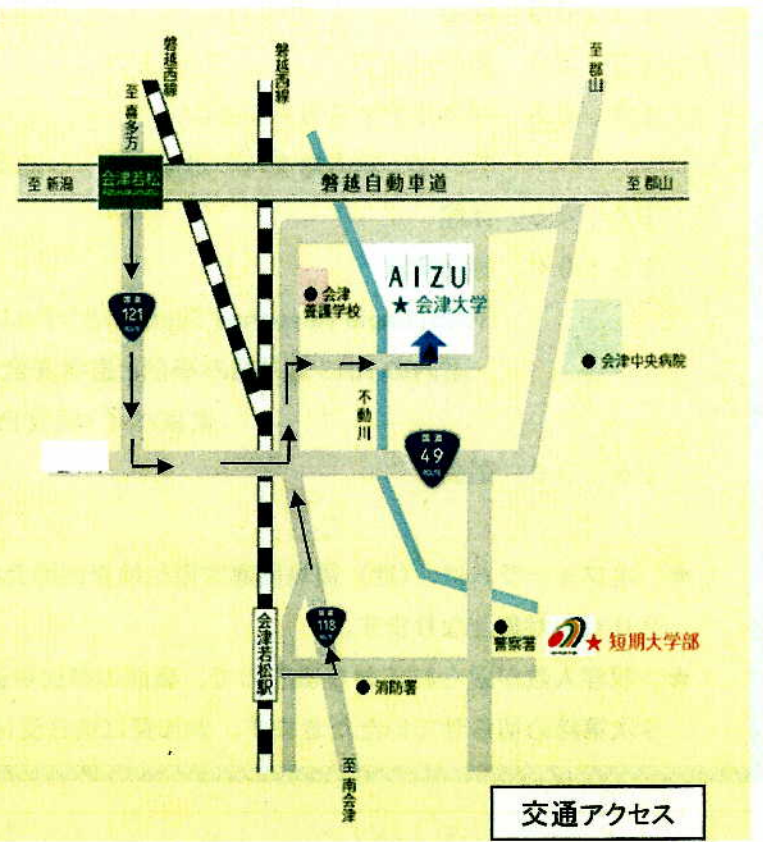 磐越西線
磐越西線
至 郡山
至 喜多方
至 新潟
会津若松
磐越自動車道
至 郡山
AIZU
★ 会津大学
国道
121
ROUTE
● 会津
養護学校
● 会津中央病院
不動川
国道
49
ROUTE
国道
118
会津若松駅
● 警察署
★ 短期大学部
● 消防署
至 南会津
交通アクセス